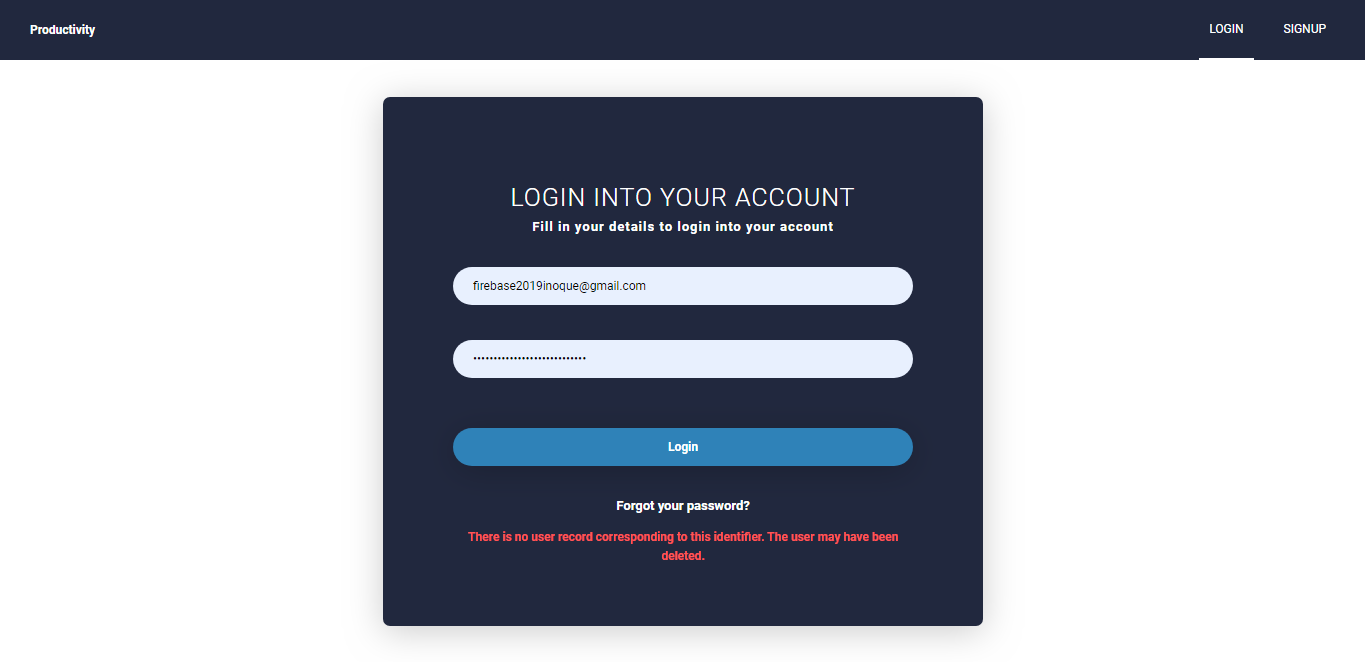 Productivity
LOGIN
SIGNUP
LOGIN INTO YOUR ACCOUNT
Fill in your details to login into your account
firebase2019inoque@gmail.com
••••••••••••••••••••••••••••
Login
Forgot your password?
There is no user record corresponding to this identifier. The user may have been
deleted.